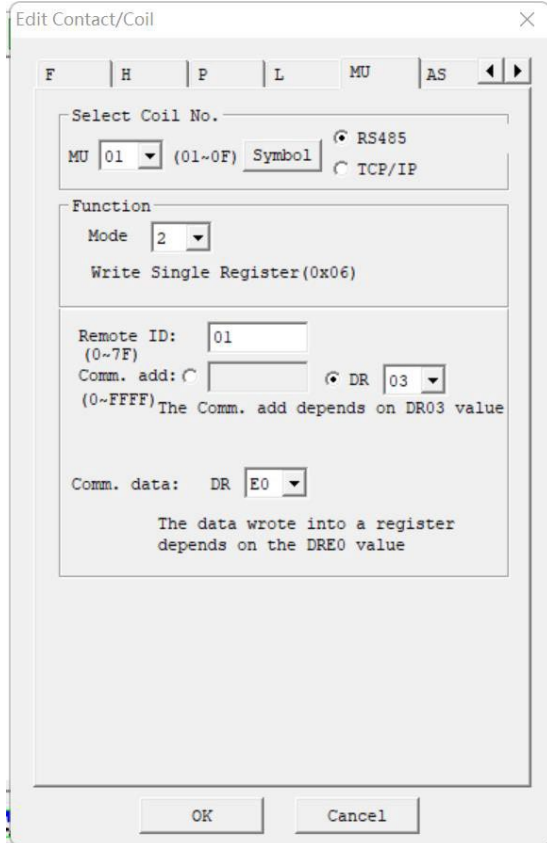 Edit Contact/Coil
F H P L MU AS
Select Coil No.
MU 01 (01~0F) Symbol RS485
TCP/IP
Function
Mode 2
Write Single Register(0x06)
Remote ID: 01
(0~7F)
Comm. add: DR 03
(0~FFFF) The Comm. add depends on DR03 value
Comm. data: DR E0
The data wrote into a register
depends on the DRE0 value
OK Cancel